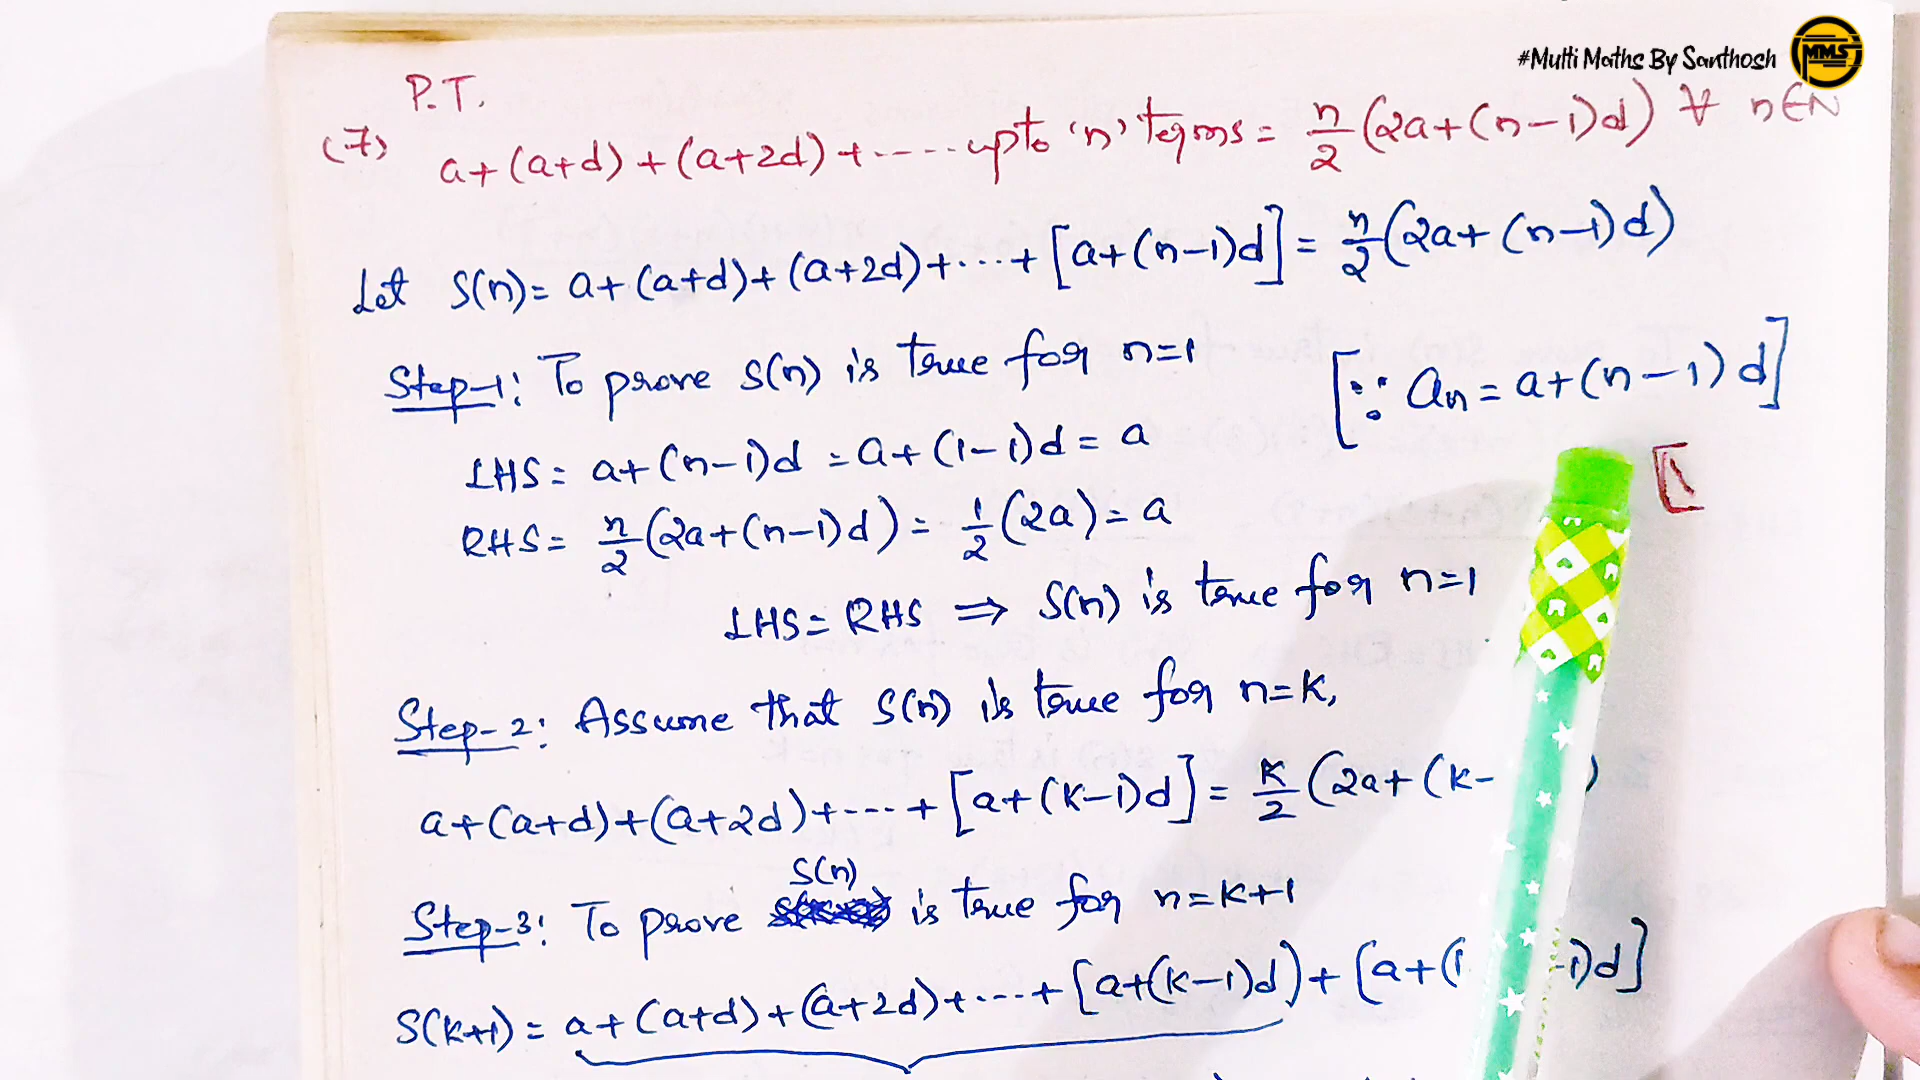 #Multi Maths By Santhosh
MMS
P.T.
(7) a+(a+d)+(a+2d)+-----upto 'n' terms = n/2 (2a+(n-1)d) ∀ n∈N
Let S(n)= a+(a+d)+(a+2d)+...+[a+(n-1)d] = n/2 (2a+(n-1)d)
Step-1: To prove S(n) is true for n=1
[∵ an = a+(n-1)d]
LHS = a+(n-1)d = a+(1-1)d = a
RHS = n/2 (2a+(n-1)d) = 1/2 (2a) = a
LHS = RHS ⇒ S(n) is true for n=1
Step-2: Assume that S(n) is true for n=k,
a+(a+d)+(a+2d)+----+[a+(k-1)d] = k/2 (2a+(k- )
Step-3: To prove S(n) is true for n=k+1
S(k+1) = a+(a+d)+(a+2d)+----+[a+(k-1)d]+[a+( -1)d]